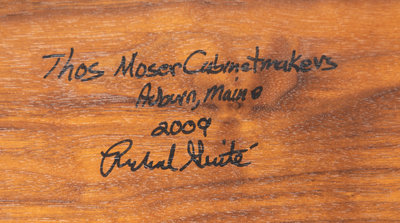 Thos Moser Cabinetmakers
Auburn, Maine
2009